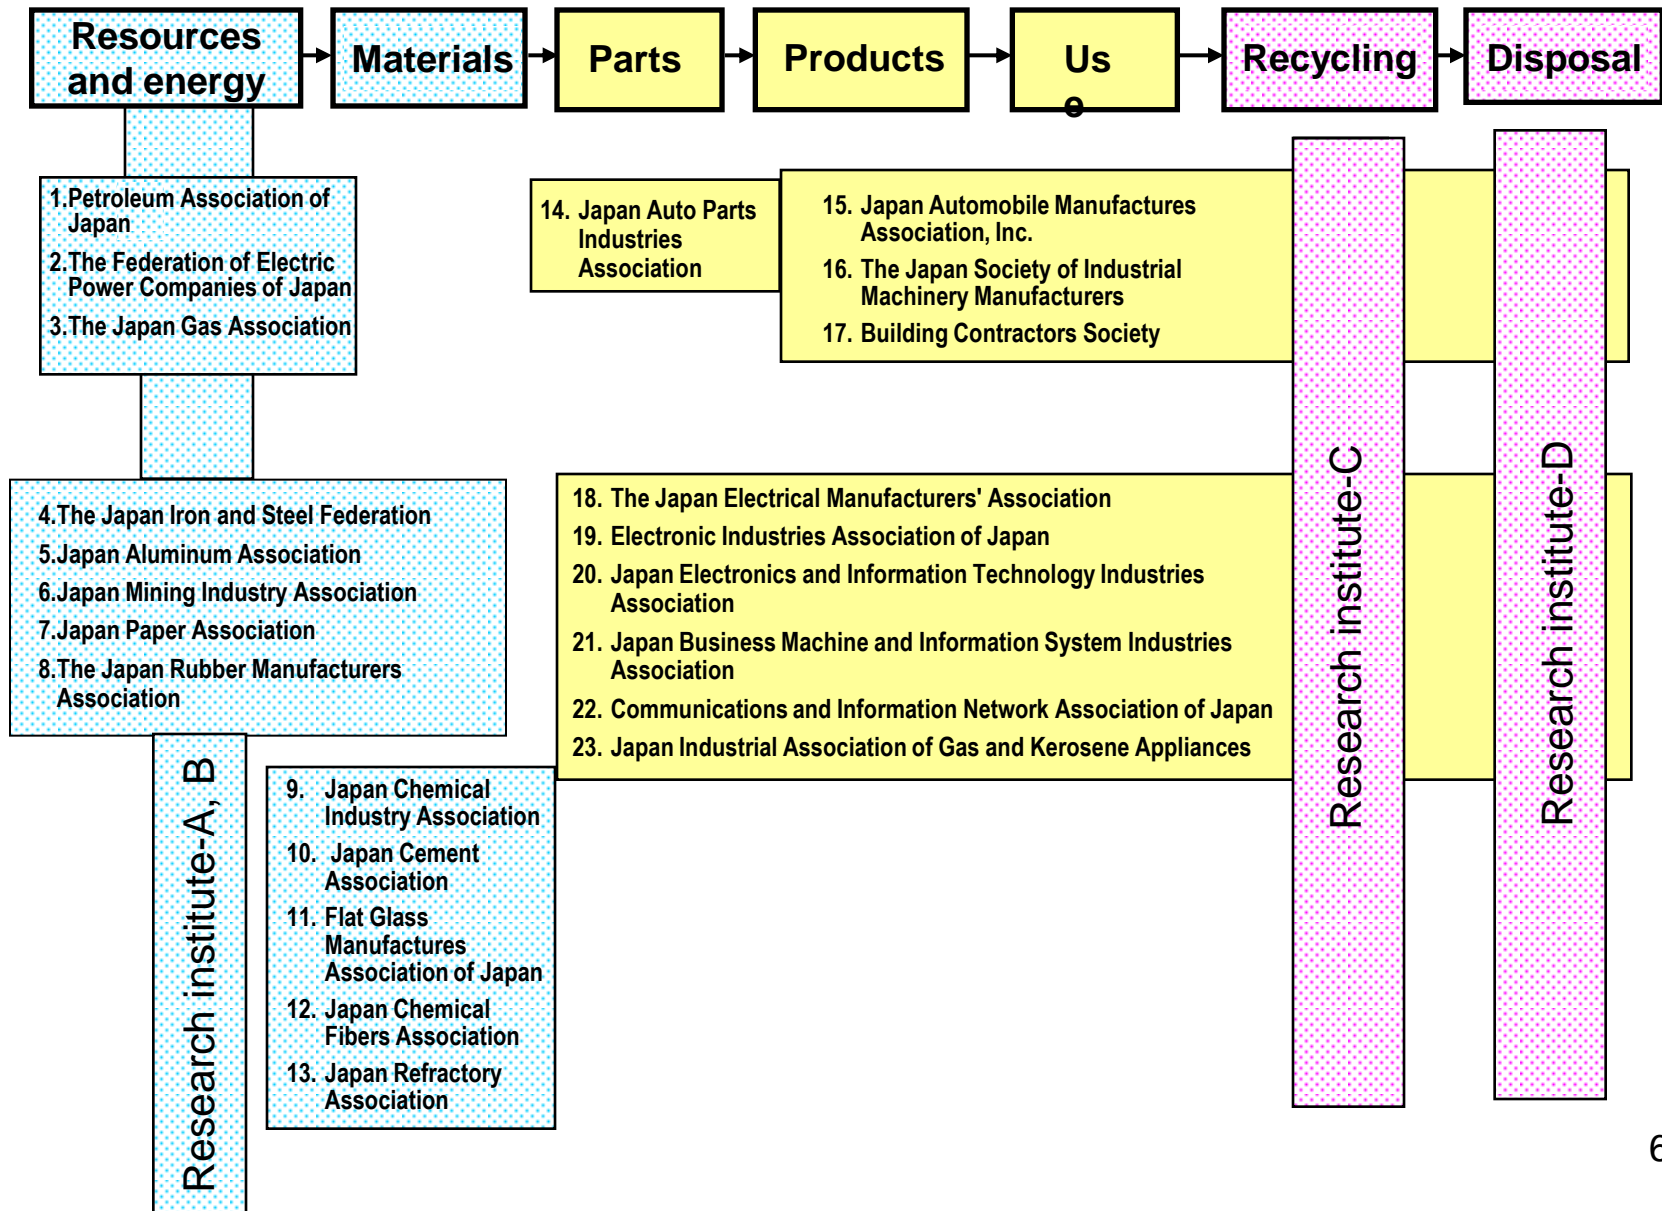 Resources
and energy
Materials
Parts
Products
Us
e
Recycling
Disposal
1.Petroleum Association of
Japan
2.The Federation of Electric
Power Companies of Japan
3.The Japan Gas Association
14. Japan Auto Parts
Industries
Association
15. Japan Automobile Manufactures
Association, Inc.
16. The Japan Society of Industrial
Machinery Manufacturers
17. Building Contractors Society
4.The Japan Iron and Steel Federation
5.Japan Aluminum Association
6.Japan Mining Industry Association
7.Japan Paper Association
8.The Japan Rubber Manufacturers
Association
18. The Japan Electrical Manufacturers' Association
19. Electronic Industries Association of Japan
20. Japan Electronics and Information Technology Industries
Association
21. Japan Business Machine and Information System Industries
Association
22. Communications and Information Network Association of Japan
23. Japan Industrial Association of Gas and Kerosene Appliances
9. Japan Chemical
Industry Association
10. Japan Cement
Association
11. Flat Glass
Manufactures
Association of Japan
12. Japan Chemical
Fibers Association
13. Japan Refractory
Association
Research institute-A, B
Research institute-C
Research institute-D
6